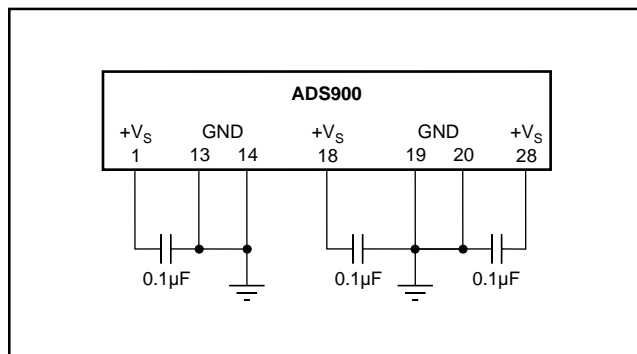 ADS900
+VS GND +VS GND +VS
1 13 14 18 19 20 28
0.1µF 0.1µF 0.1µF